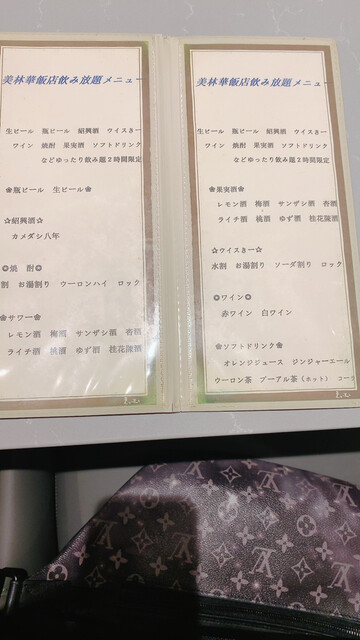 美林華飯店飲み放題メニュー
生ビール 瓶ビール 紹興酒 ウイスきー
ワイン 焼酎 果実酒 ソフトドリンク
などゆったり飲み題2時間限定
❀瓶ビール 生ビール❀
☆紹興酒☆
カメダシ八年
◎焼 酎◎
割 お湯割り ウーロンハイ ロック
❀サワー❀
レモン酒 梅酒 サンザシ酒 杏酒
ライチ酒 桃酒 ゆず酒 桂花陳酒
美林華飯店飲み放題メニュー
生ビール 瓶ビール 紹興酒 ウイスきー
ワイン 焼酎 果実酒 ソフトドリンク
などゆったり飲み題2時間限定
❀果実酒❀
レモン酒 梅酒 サンザシ酒 杏酒
ライチ酒 桃酒 ゆず酒 桂花陳酒
☆ウイスきー☆
水割 お湯割り ソーダ割り ロック
◎ワイン◎
赤ワイン 白ワイン
❀ソフトドリンク❀
オレンジジュース ジンジャーエール
ウーロン茶 プーアル茶(ホット) コー